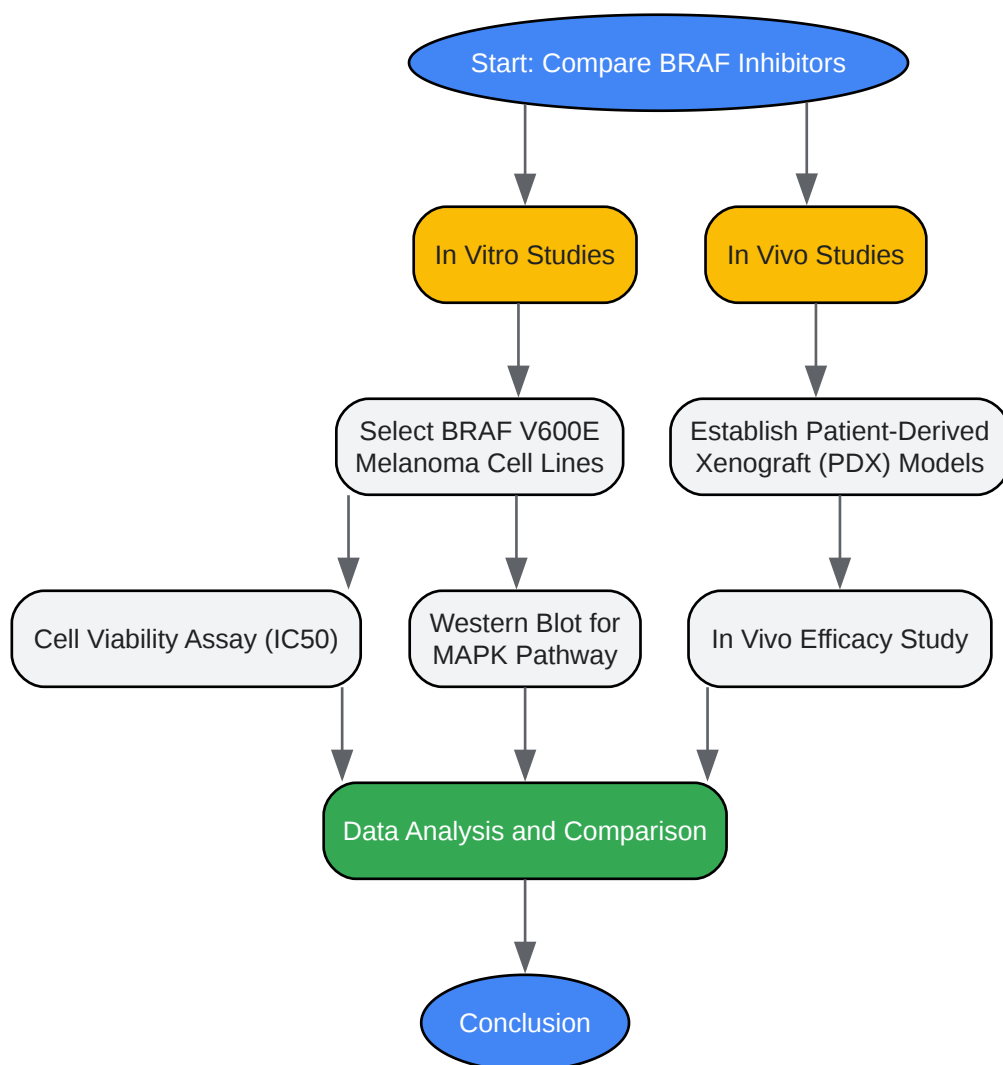 Start: Compare BRAF Inhibitors
In Vitro Studies
In Vivo Studies
Select BRAF V600E
Melanoma Cell Lines
Establish Patient-Derived
Xenograft (PDX) Models
Cell Viability Assay (IC50)
Western Blot for
MAPK Pathway
In Vivo Efficacy Study
Data Analysis and Comparison
Conclusion